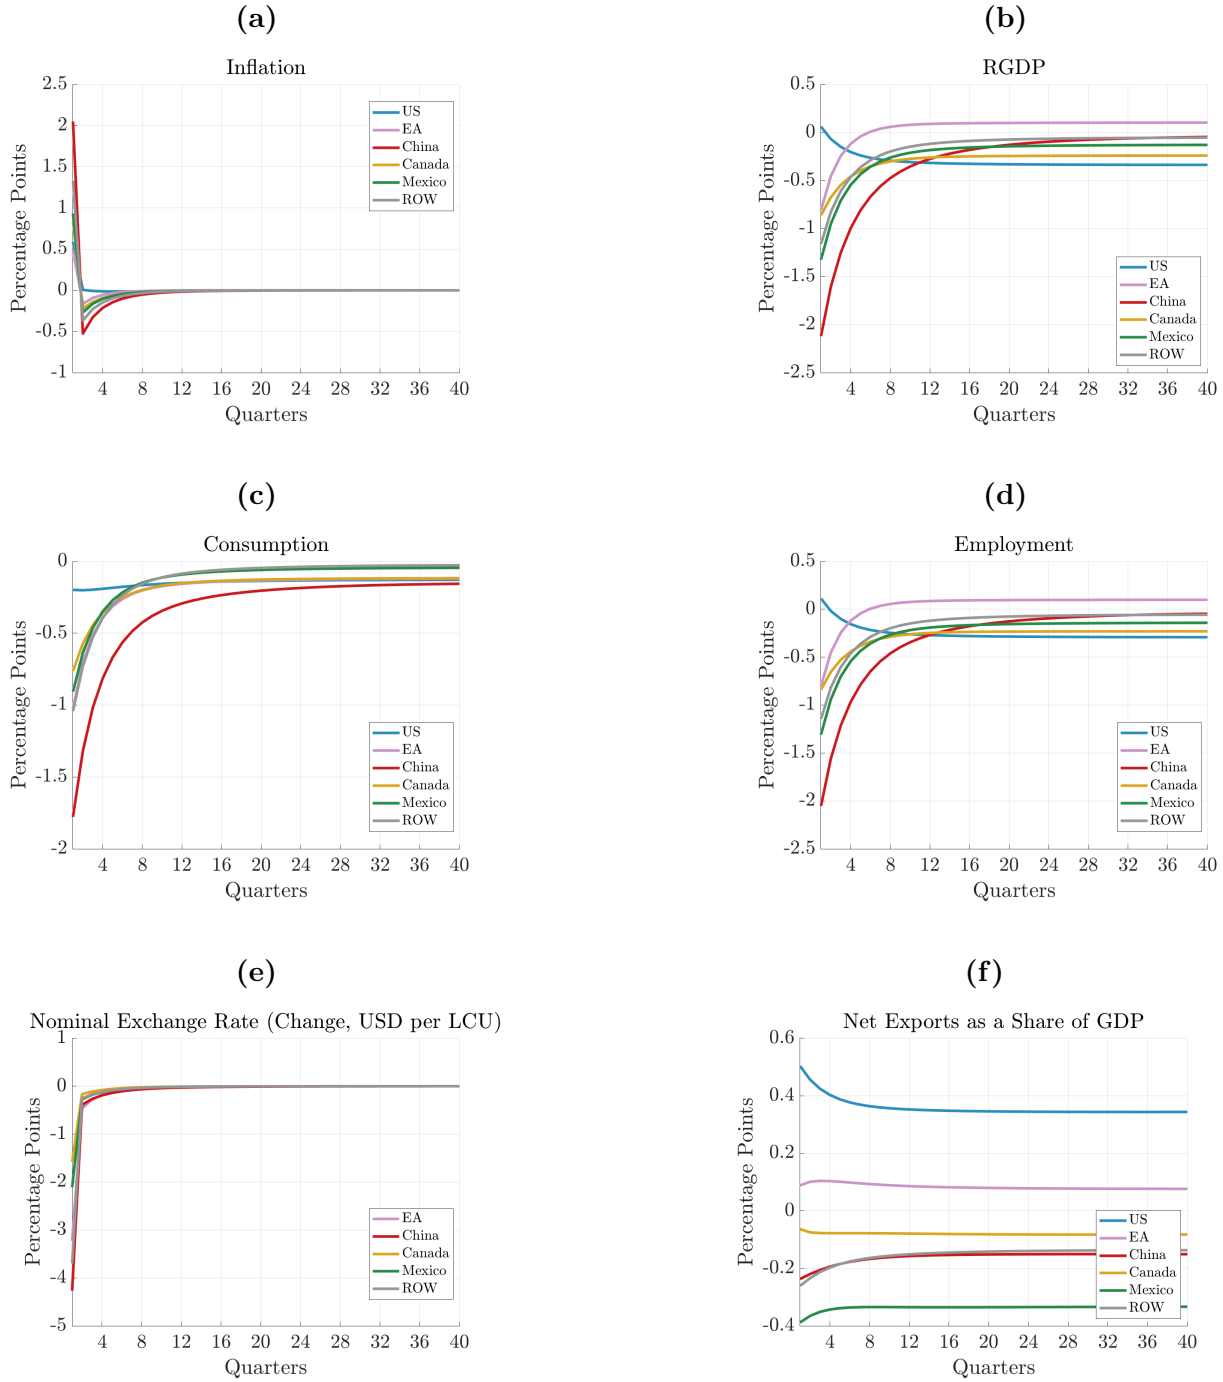 (a)
Inflation
2.5
2
1.5
1
0.5
0
-0.5
-1
Percentage Points
4 8 12 16 20 24 28 32 36 40
Quarters
US
EA
China
Canada
Mexico
ROW
(b)
RGDP
0.5
0
-0.5
-1
-1.5
-2
-2.5
Percentage Points
4 8 12 16 20 24 28 32 36 40
Quarters
US
EA
China
Canada
Mexico
ROW
(c)
Consumption
0
-0.5
-1
-1.5
-2
Percentage Points
4 8 12 16 20 24 28 32 36 40
Quarters
US
EA
China
Canada
Mexico
ROW
(d)
Employment
0.5
0
-0.5
-1
-1.5
-2
-2.5
Percentage Points
4 8 12 16 20 24 28 32 36 40
Quarters
US
EA
China
Canada
Mexico
ROW
(e)
Nominal Exchange Rate (Change, USD per LCU)
1
0
-1
-2
-3
-4
-5
Percentage Points
4 8 12 16 20 24 28 32 36 40
Quarters
EA
China
Canada
Mexico
ROW
(f)
Net Exports as a Share of GDP
0.6
0.4
0.2
0
-0.2
-0.4
Percentage Points
4 8 12 16 20 24 28 32 36 40
Quarters
US
EA
China
Canada
Mexico
ROW